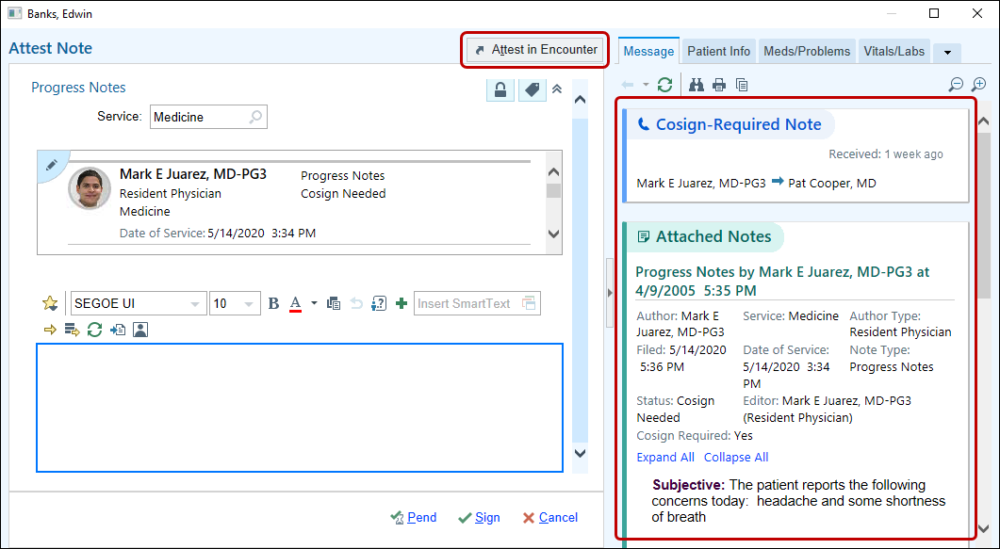 Banks, Edwin
Attest Note
Attest in Encounter
Progress Notes
Service: Medicine
Mark E Juarez, MD-PG3
Resident Physician
Medicine
Date of Service: 5/14/2020 3:34 PM
Progress Notes
Cosign Needed
SEGOE UI
10
B
A
Insert SmartText
Pend
Sign
Cancel
Message
Patient Info
Meds/Problems
Vitals/Labs
Cosign-Required Note
Received: 1 week ago
Mark E Juarez, MD-PG3 ➡ Pat Cooper, MD
Attached Notes
Progress Notes by Mark E Juarez, MD-PG3 at
4/9/2005 5:35 PM
Author: Mark E
Juarez, MD-PG3
Service: Medicine
Author Type:
Resident Physician
Filed: 5/14/2020
5:36 PM
Date of Service:
5/14/2020 3:34
PM
Note Type:
Progress Notes
Status: Cosign
Needed
Editor: Mark E Juarez, MD-PG3
(Resident Physician)
Cosign Required: Yes
Expand All Collapse All
Subjective: The patient reports the following
concerns today: headache and some shortness
of breath